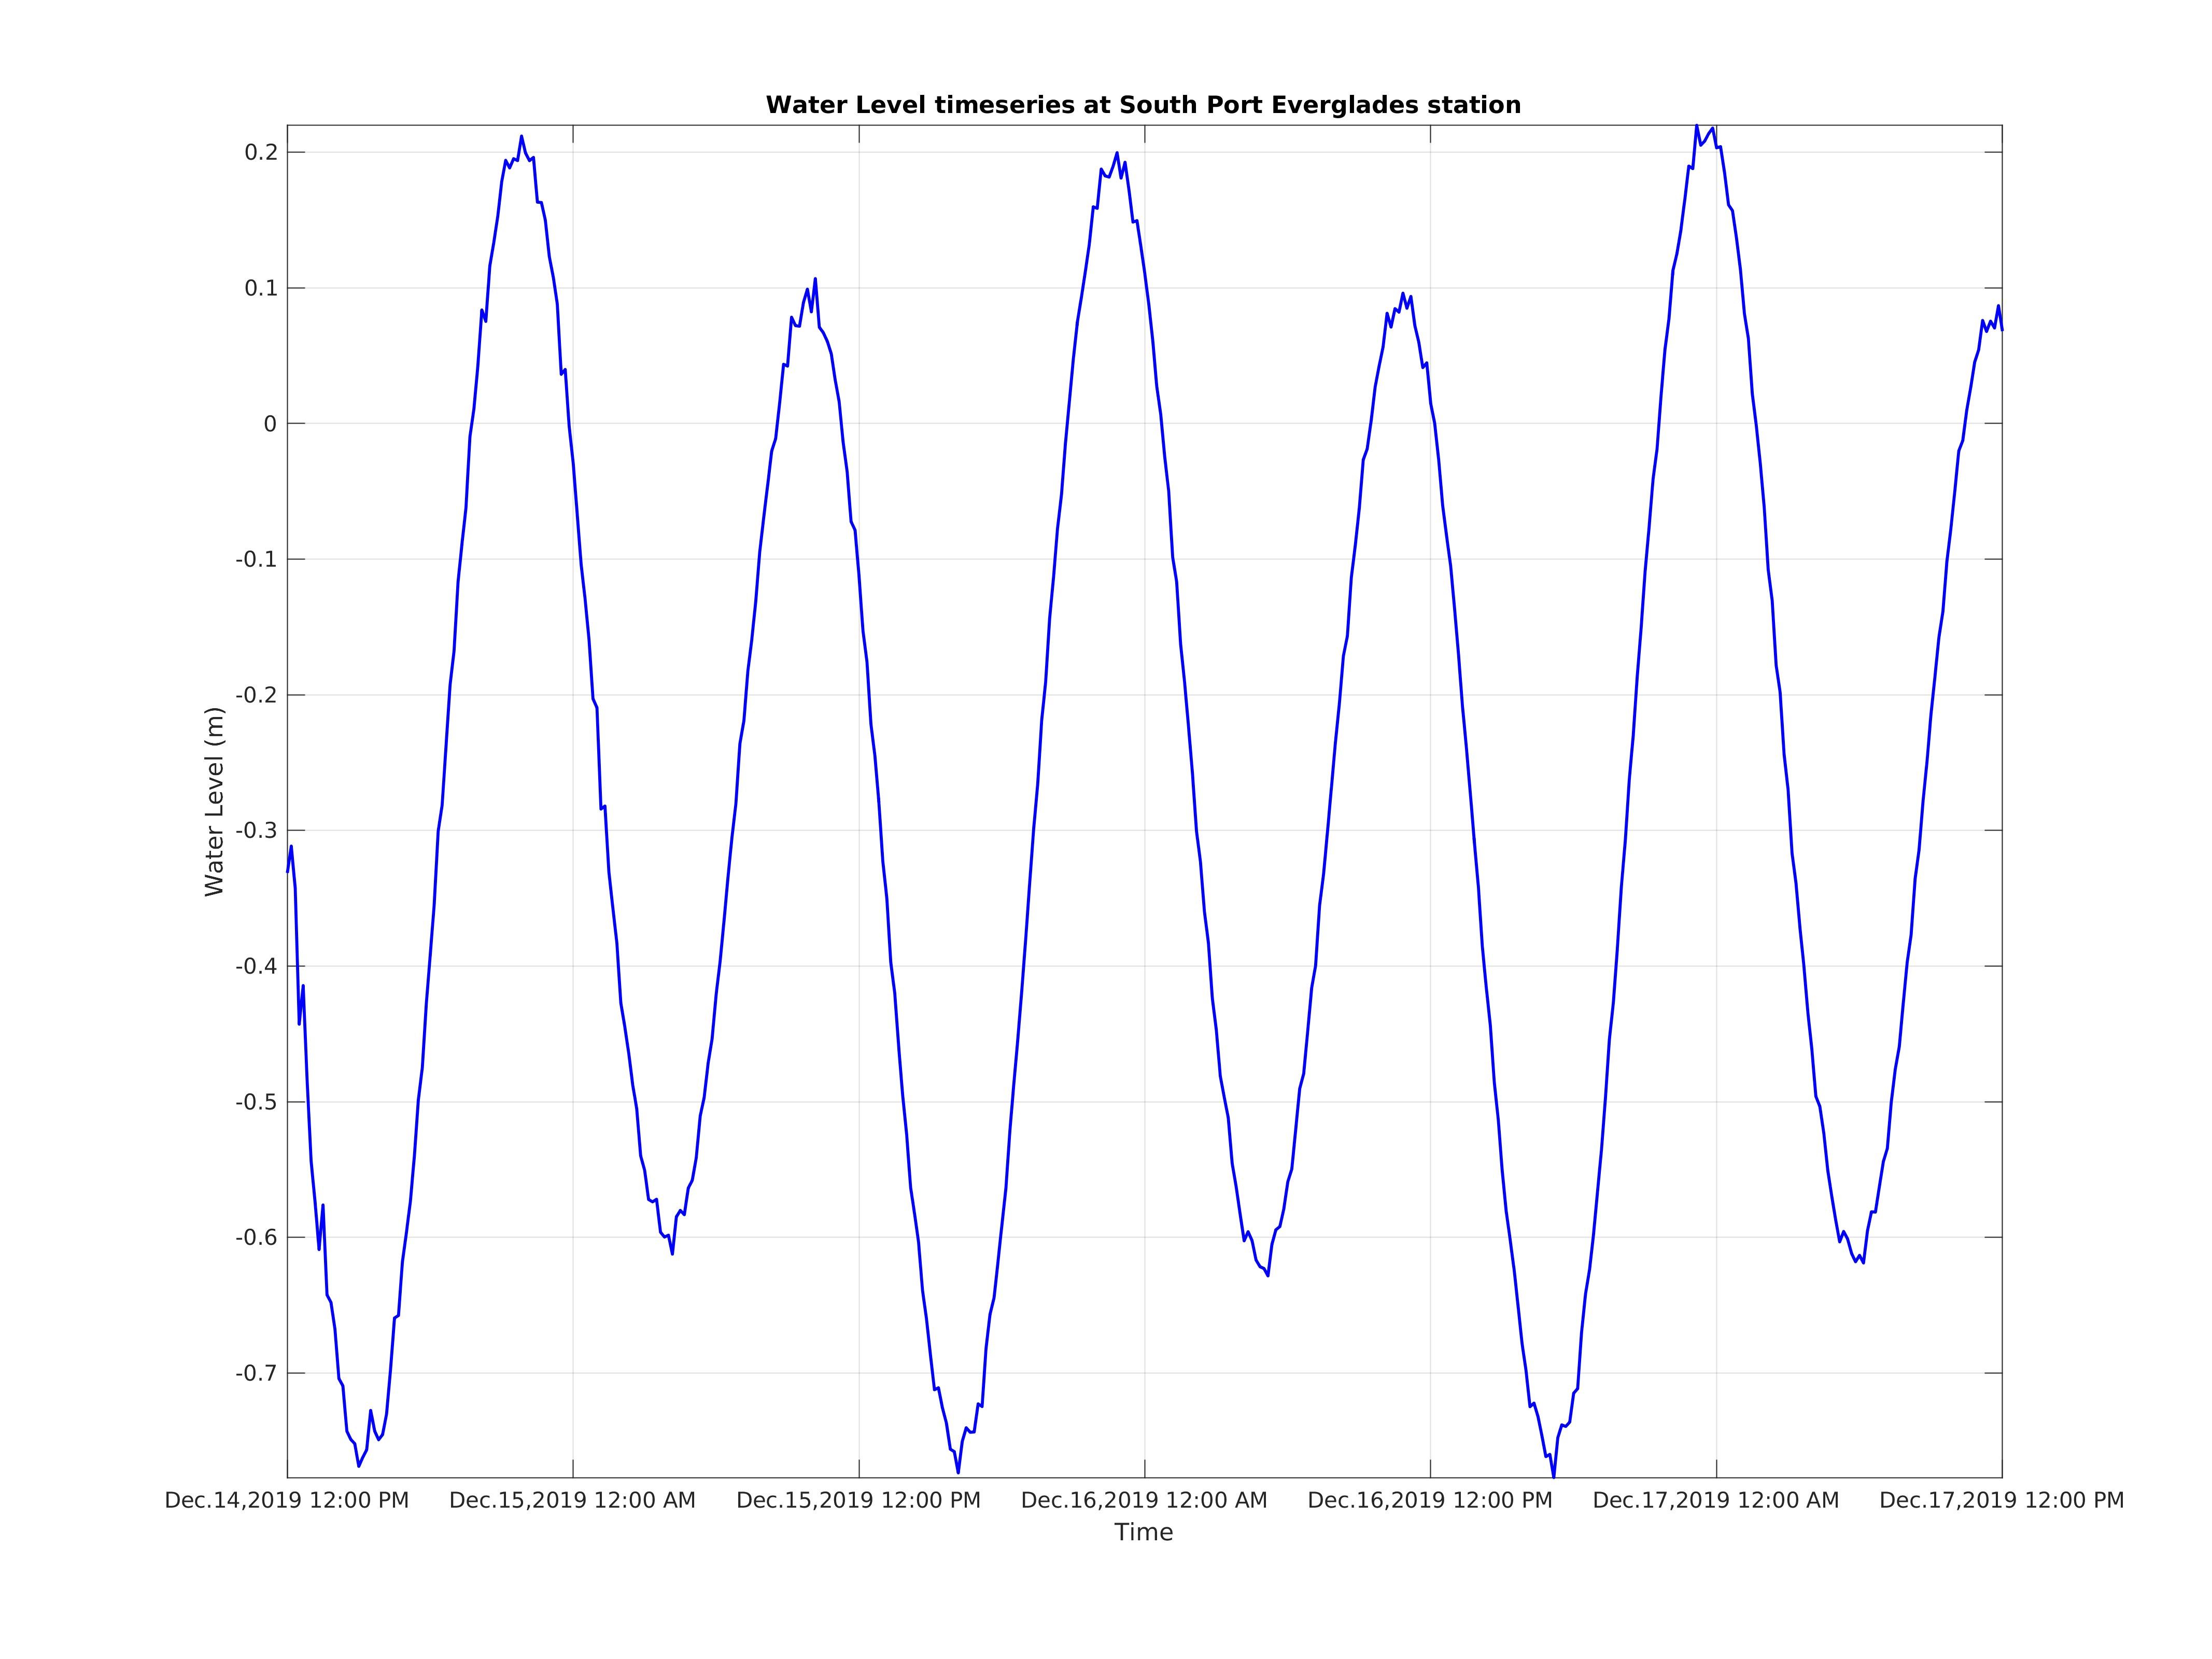 Water Level timeseries at South Port Everglades station
0.2
0.1
0
-0.1
-0.2
-0.3
-0.4
-0.5
-0.6
-0.7
Water Level (m)
Dec.14,2019 12:00 PM
Dec.15,2019 12:00 AM
Dec.15,2019 12:00 PM
Dec.16,2019 12:00 AM
Dec.16,2019 12:00 PM
Dec.17,2019 12:00 AM
Dec.17,2019 12:00 PM
Time